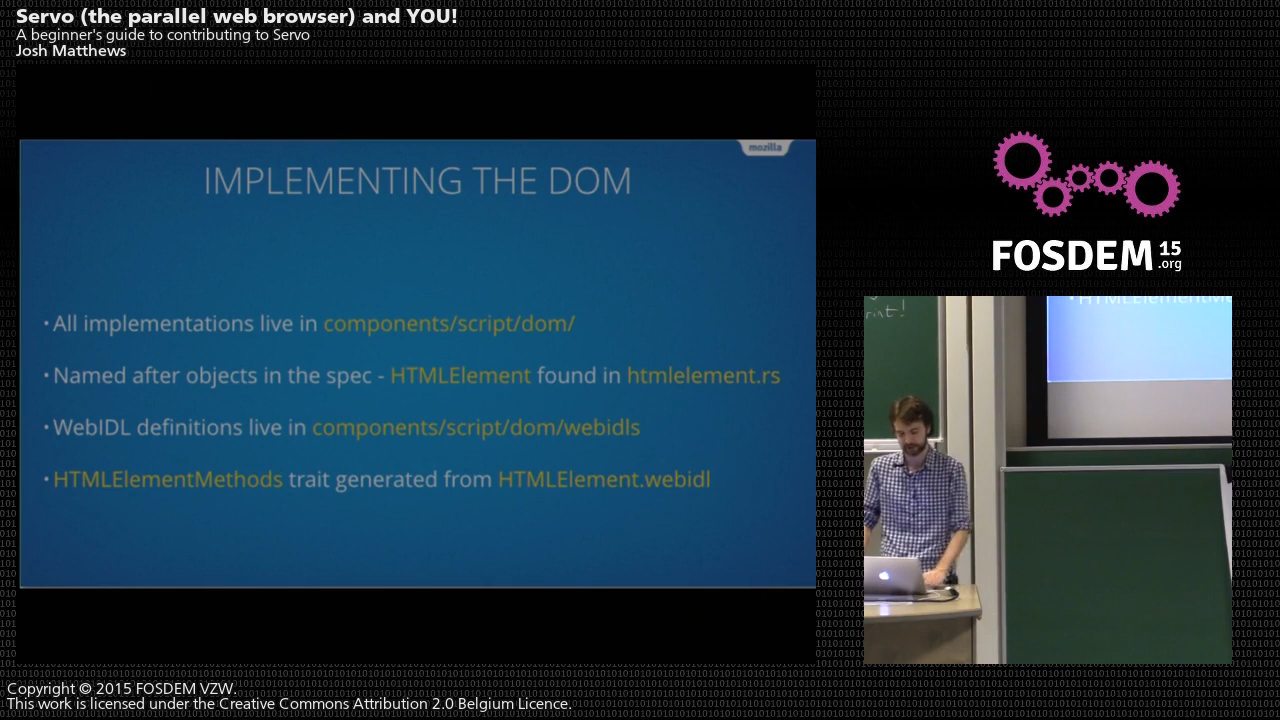 Servo (the parallel web browser) and YOU!
A beginner's guide to contributing to Servo
Josh Matthews
mozilla
IMPLEMENTING THE DOM
• All implementations live in components/script/dom/
• Named after objects in the spec - HTMLElement found in htmlelement.rs
• WebIDL definitions live in components/script/dom/webidls
• HTMLElementMethods trait generated from HTMLElement.webidl
FOSDEM 15 .org
Copyright © 2015 FOSDEM VZW.
This work is licensed under the Creative Commons Attribution 2.0 Belgium Licence.